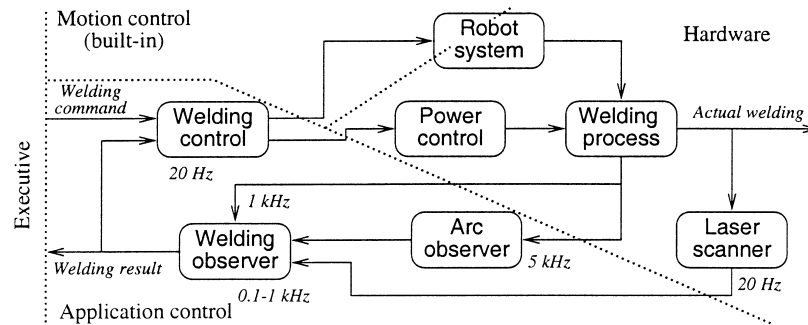 Motion control
(built-in)
Robot
system
Hardware
Welding
command
Welding
control
Power
control
Welding
process
Actual welding
20 Hz
Executive
1 kHz
Welding
observer
Arc
observer
Laser
scanner
Welding result
5 kHz
20 Hz
0.1-1 kHz
Application control